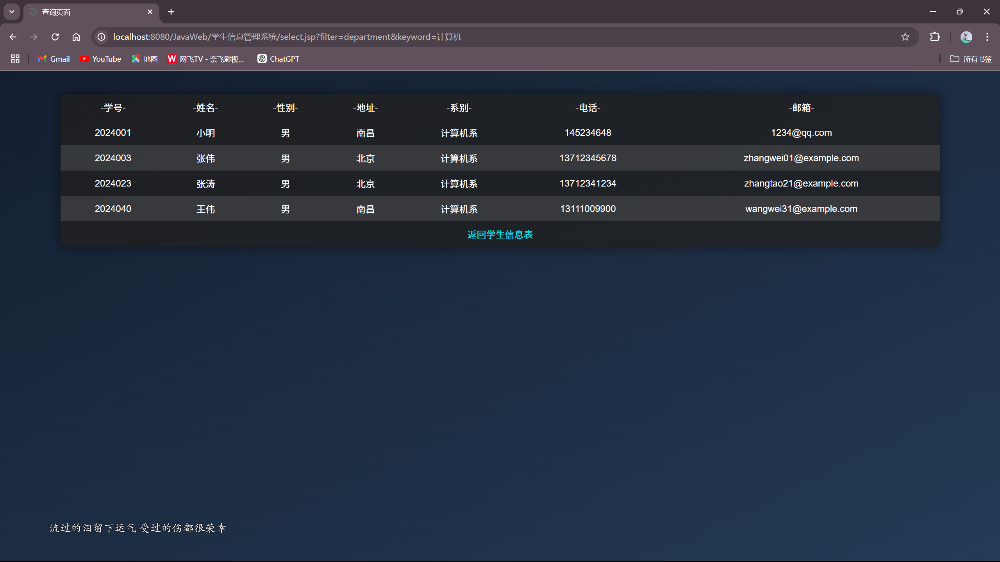 查询页面
localhost:8080/JavaWeb/学生信息管理系统/select.jsp?filter=department&keyword=计算机
Gmail YouTube 地图 网飞TV - 奈飞影视... ChatGPT 所有书签
-学号- -姓名- -性别- -地址- -系别- -电话- -邮箱-
2024001 小明 男 南昌 计算机系 145234648 1234@qq.com
2024003 张伟 男 北京 计算机系 13712345678 zhangwei01@example.com
2024023 张涛 男 北京 计算机系 13712341234 zhangtao21@example.com
2024040 王伟 男 南昌 计算机系 13111009900 wangwei31@example.com
返回学生信息表
流过的泪留下运气 受过的伤都很荣幸